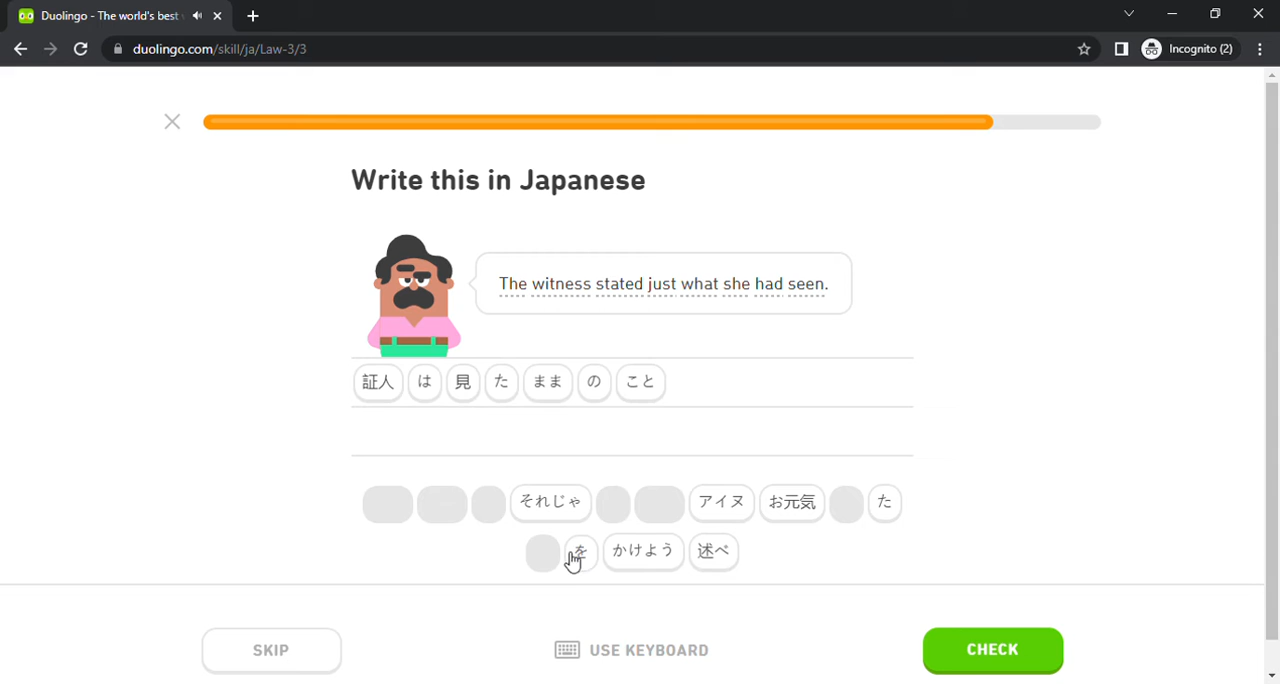 Duolingo - The world's best
duolingo.com/skill/ja/Law-3/3
Incognito (2)
Write this in Japanese
The witness stated just what she had seen.
証人 は 見 た まま の こと
それじゃ アイヌ お元気 た
を かけよう 述べ
SKIP
USE KEYBOARD
CHECK